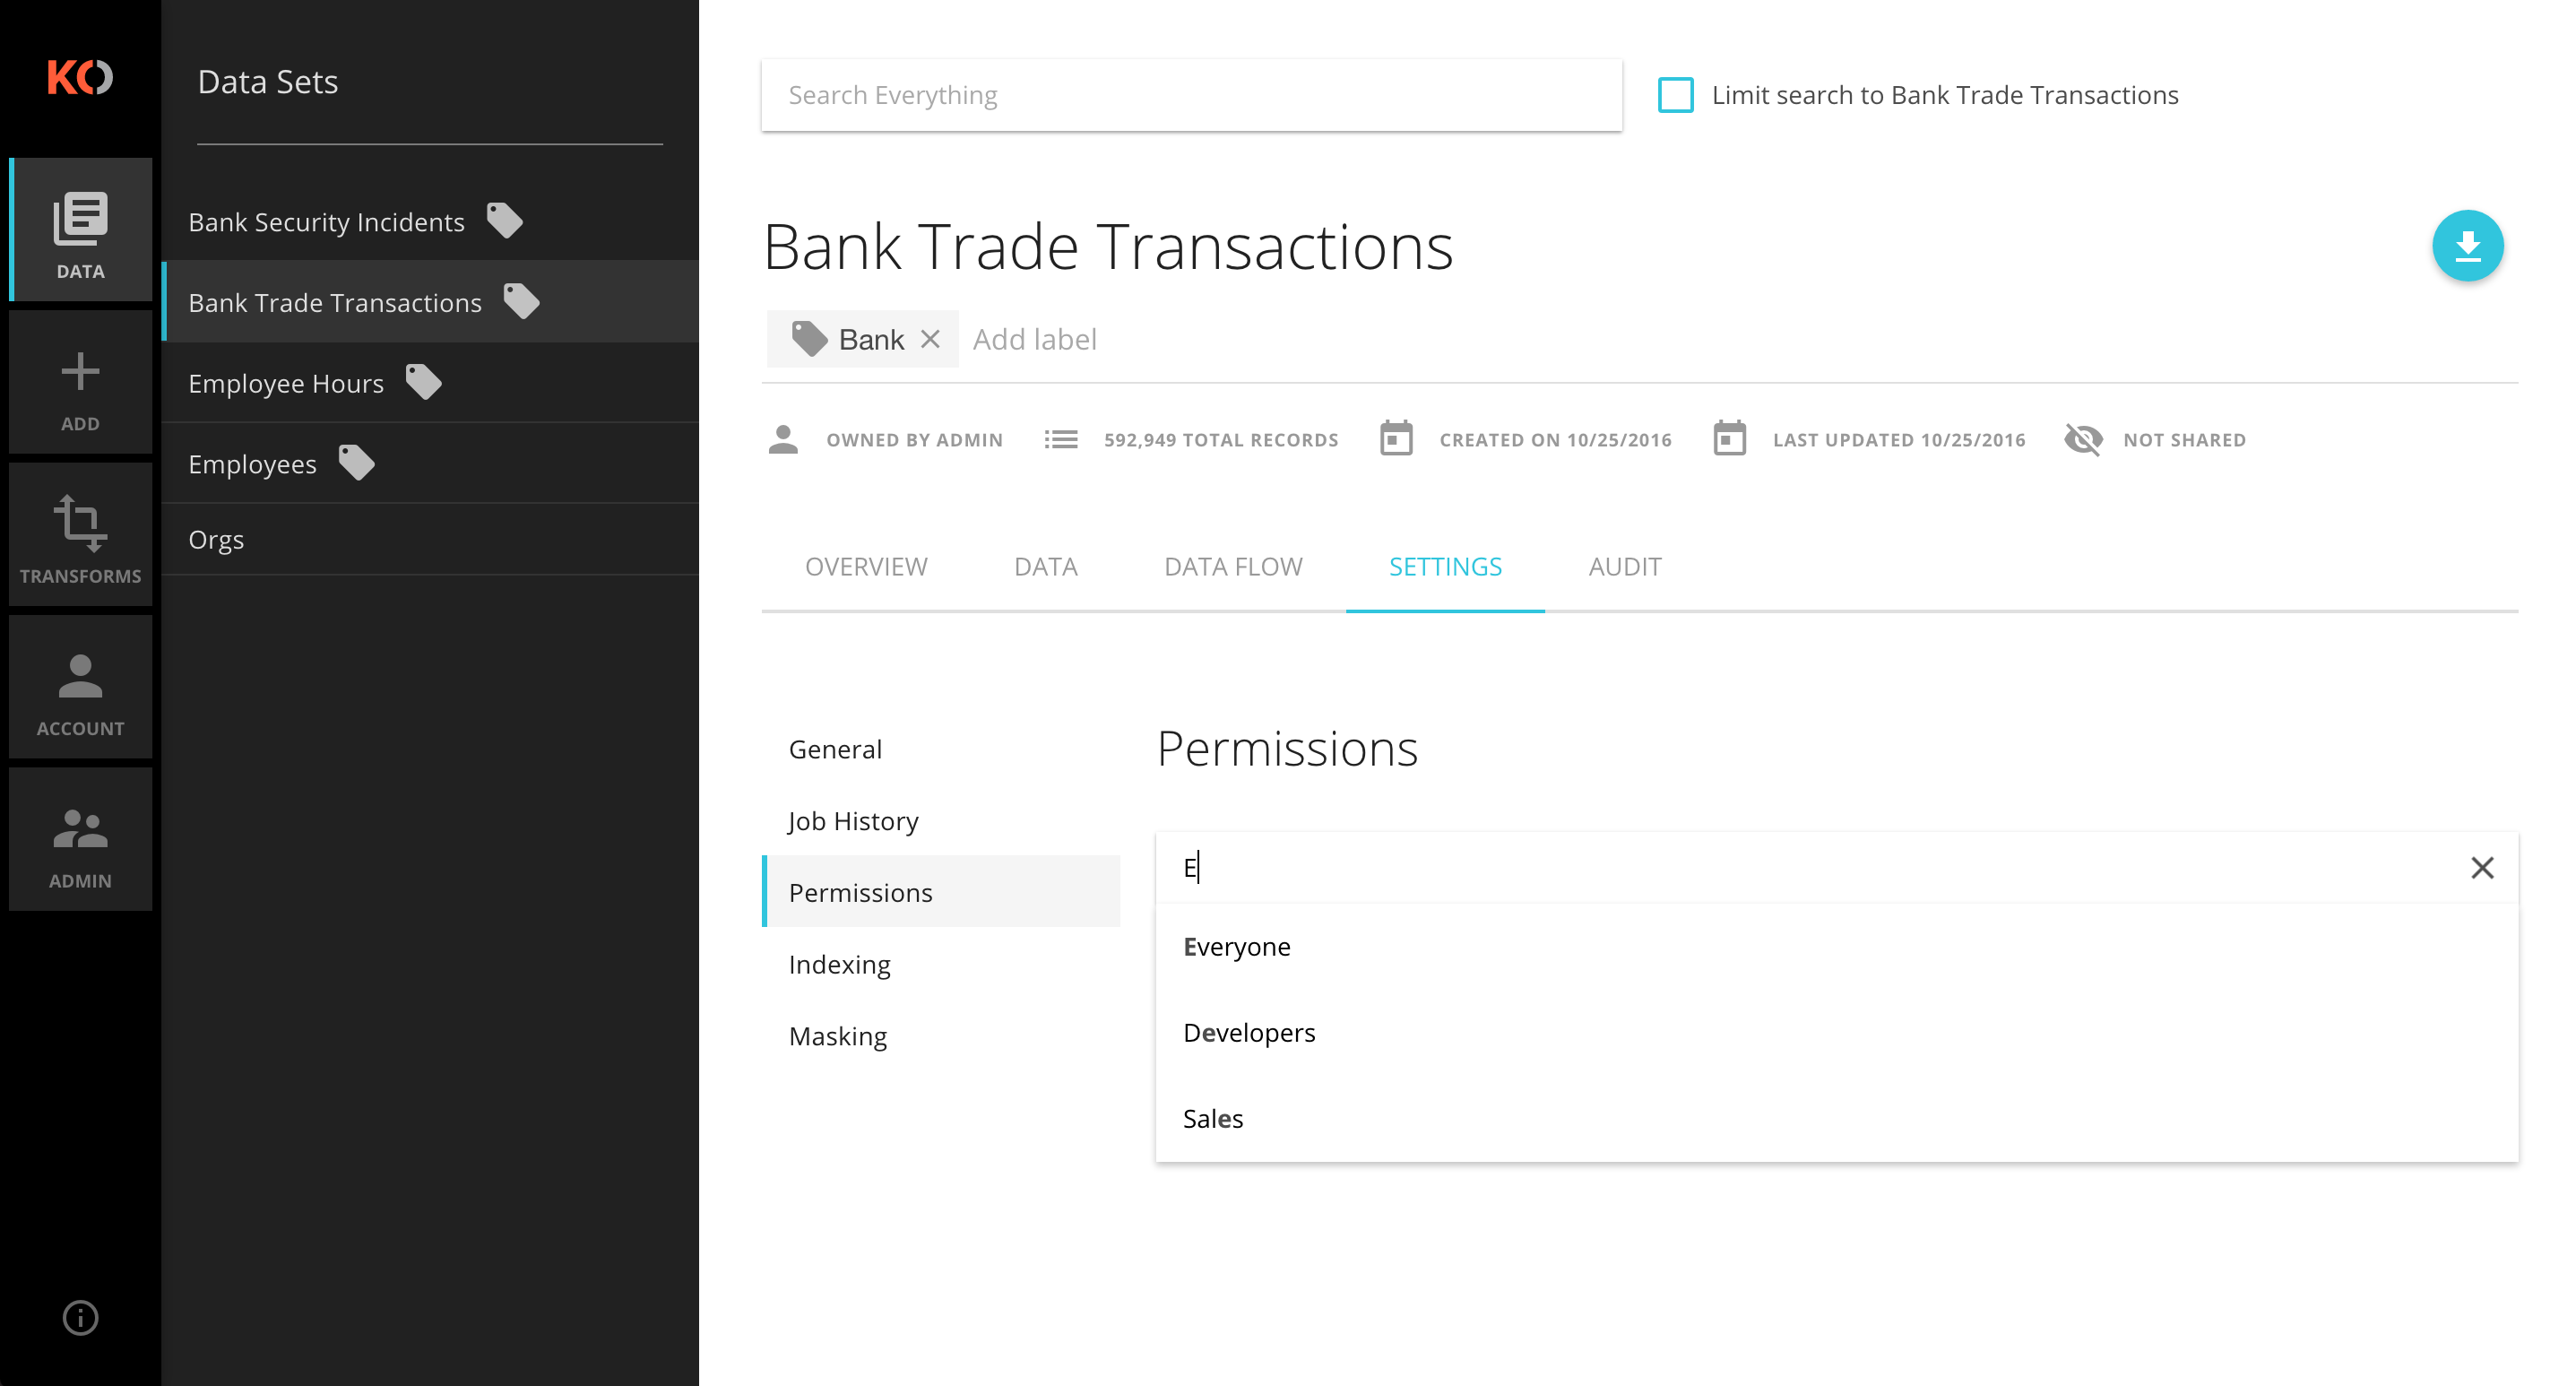 KO
DATA
ADD
TRANSFORMS
ACCOUNT
ADMIN
Data Sets
Bank Security Incidents
Bank Trade Transactions
Employee Hours
Employees
Orgs
Search Everything
Limit search to Bank Trade Transactions
Bank Trade Transactions
Bank Add label
OWNED BY ADMIN 592,949 TOTAL RECORDS CREATED ON 10/25/2016 LAST UPDATED 10/25/2016 NOT SHARED
OVERVIEW DATA DATA FLOW SETTINGS AUDIT
General
Job History
Permissions
Indexing
Masking
Permissions
E
Everyone
Developers
Sales